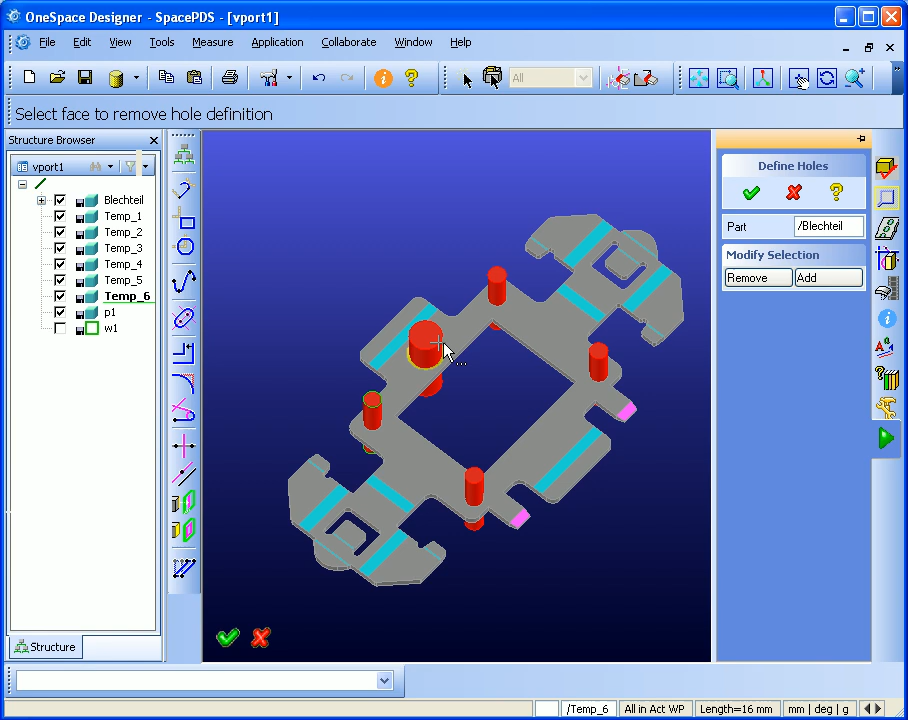 OneSpace Designer - SpacePDS - [vport1]
File Edit View Tools Measure Application Collaborate Window Help
All
Select face to remove hole definition
Structure Browser
vport1
Blechteil
Temp_1
Temp_2
Temp_3
Temp_4
Temp_5
Temp_6
p1
w1
Structure
Define Holes
Part /Blechteil
Modify Selection
Remove Add
/Temp_6 All in Act WP Length=16 mm mm | deg | g